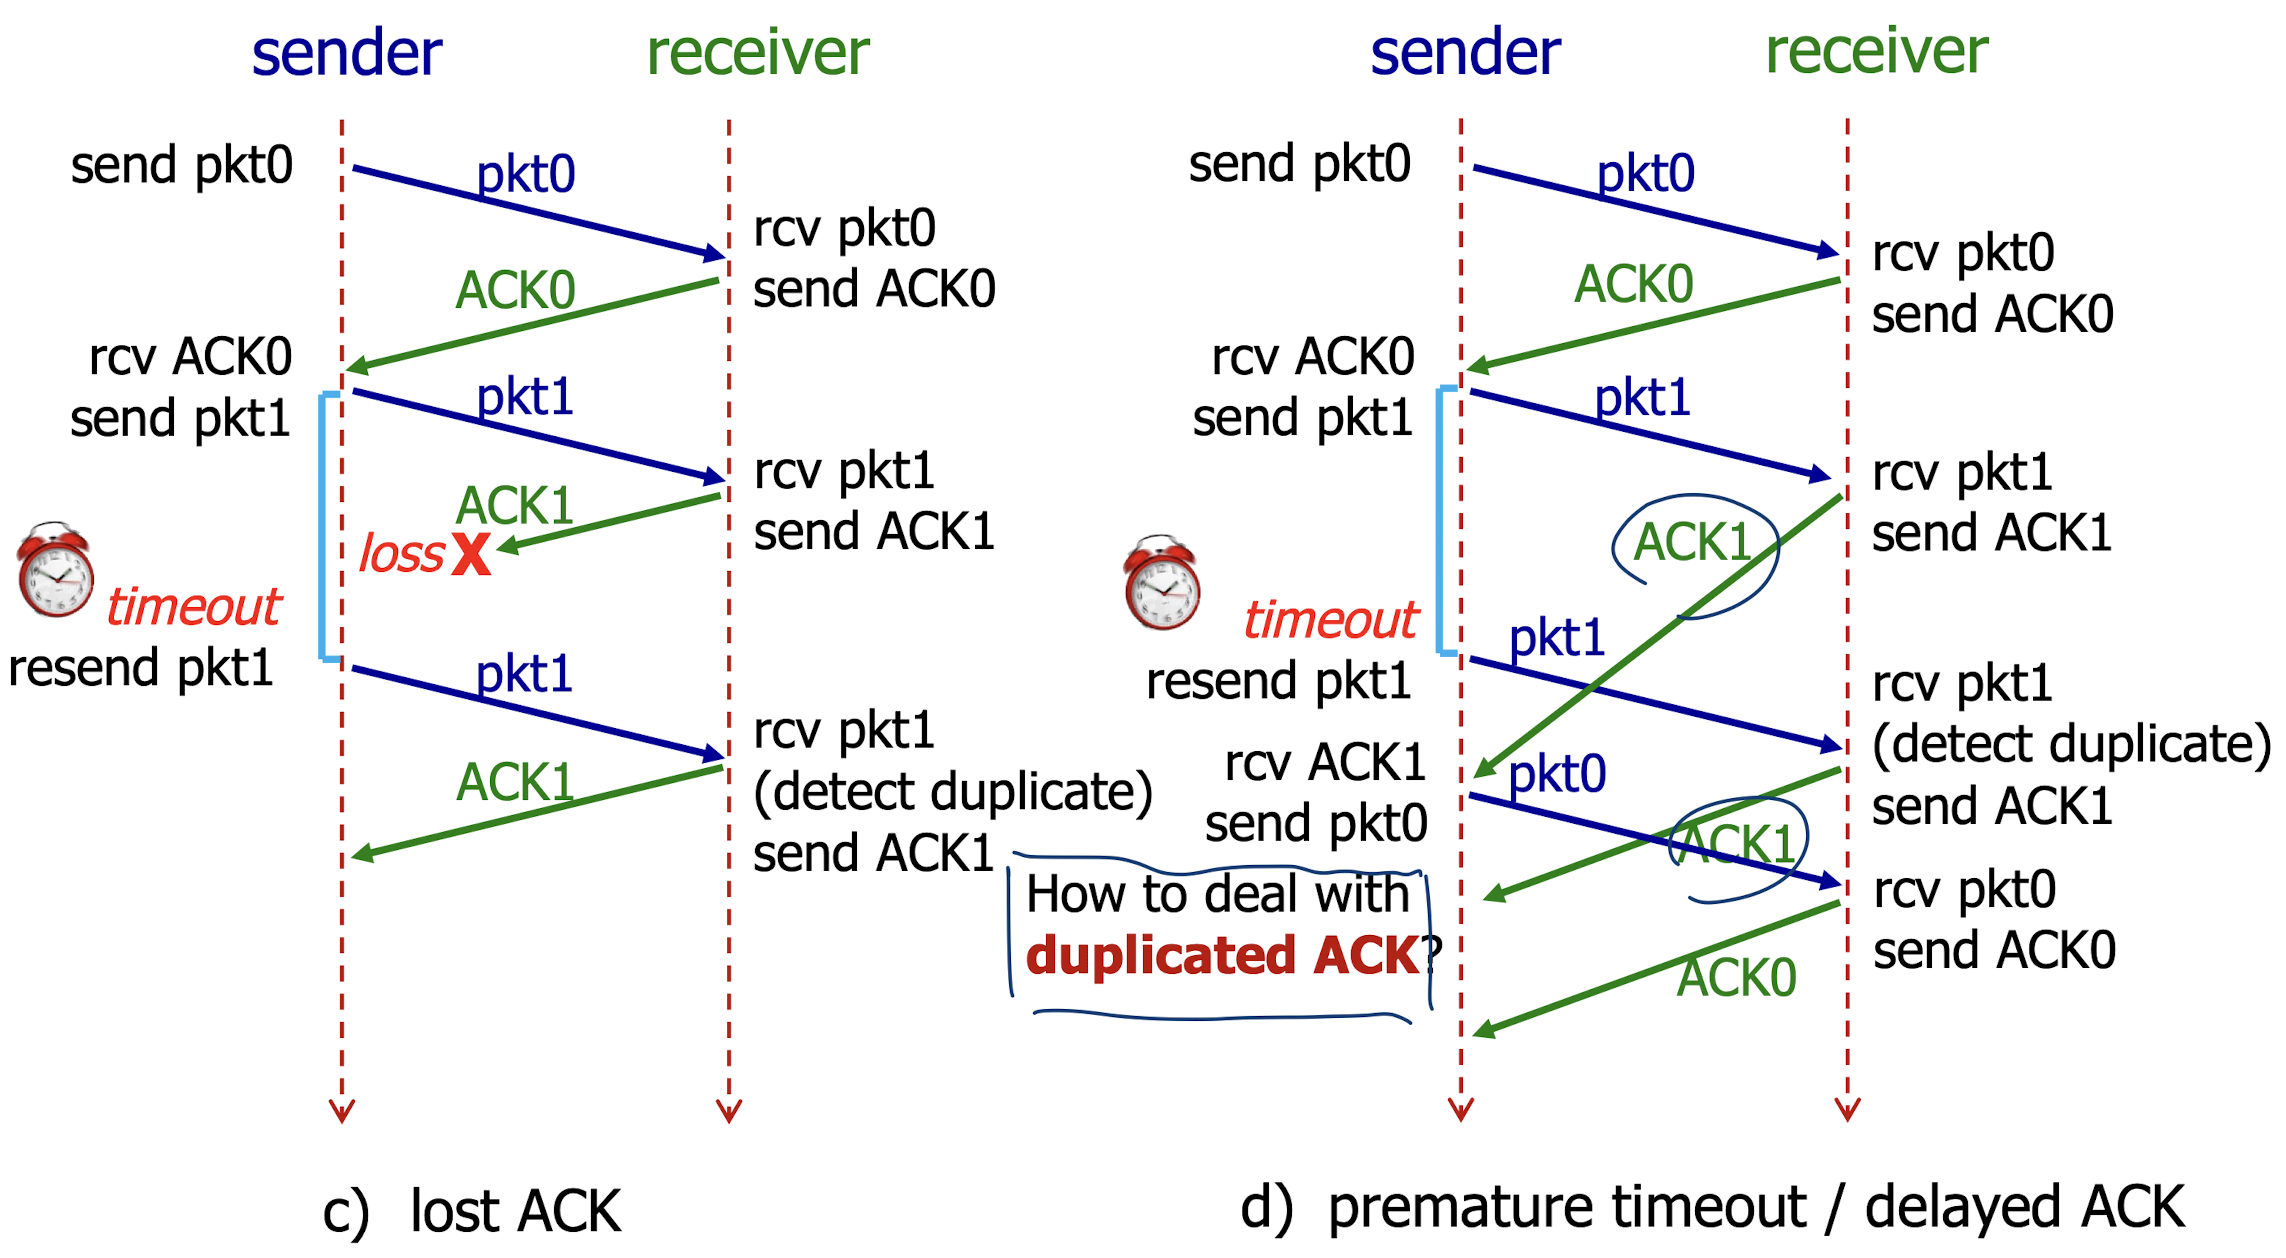 sender receiver
send pkt0
pkt0
rcv pkt0
send ACK0
ACK0
rcv ACK0
send pkt1
pkt1
rcv pkt1
send ACK1
ACK1
loss X
timeout
resend pkt1
pkt1
rcv pkt1
(detect duplicate)
send ACK1
ACK1
c) lost ACK
sender receiver
send pkt0
pkt0
rcv pkt0
send ACK0
ACK0
rcv ACK0
send pkt1
pkt1
rcv pkt1
send ACK1
ACK1
timeout
resend pkt1
pkt1
rcv pkt1
(detect duplicate)
send ACK1
rcv ACK1
send pkt0
pkt0
ACK1
rcv pkt0
send ACK0
ACK0
How to deal with
duplicated ACK?
d) premature timeout / delayed ACK